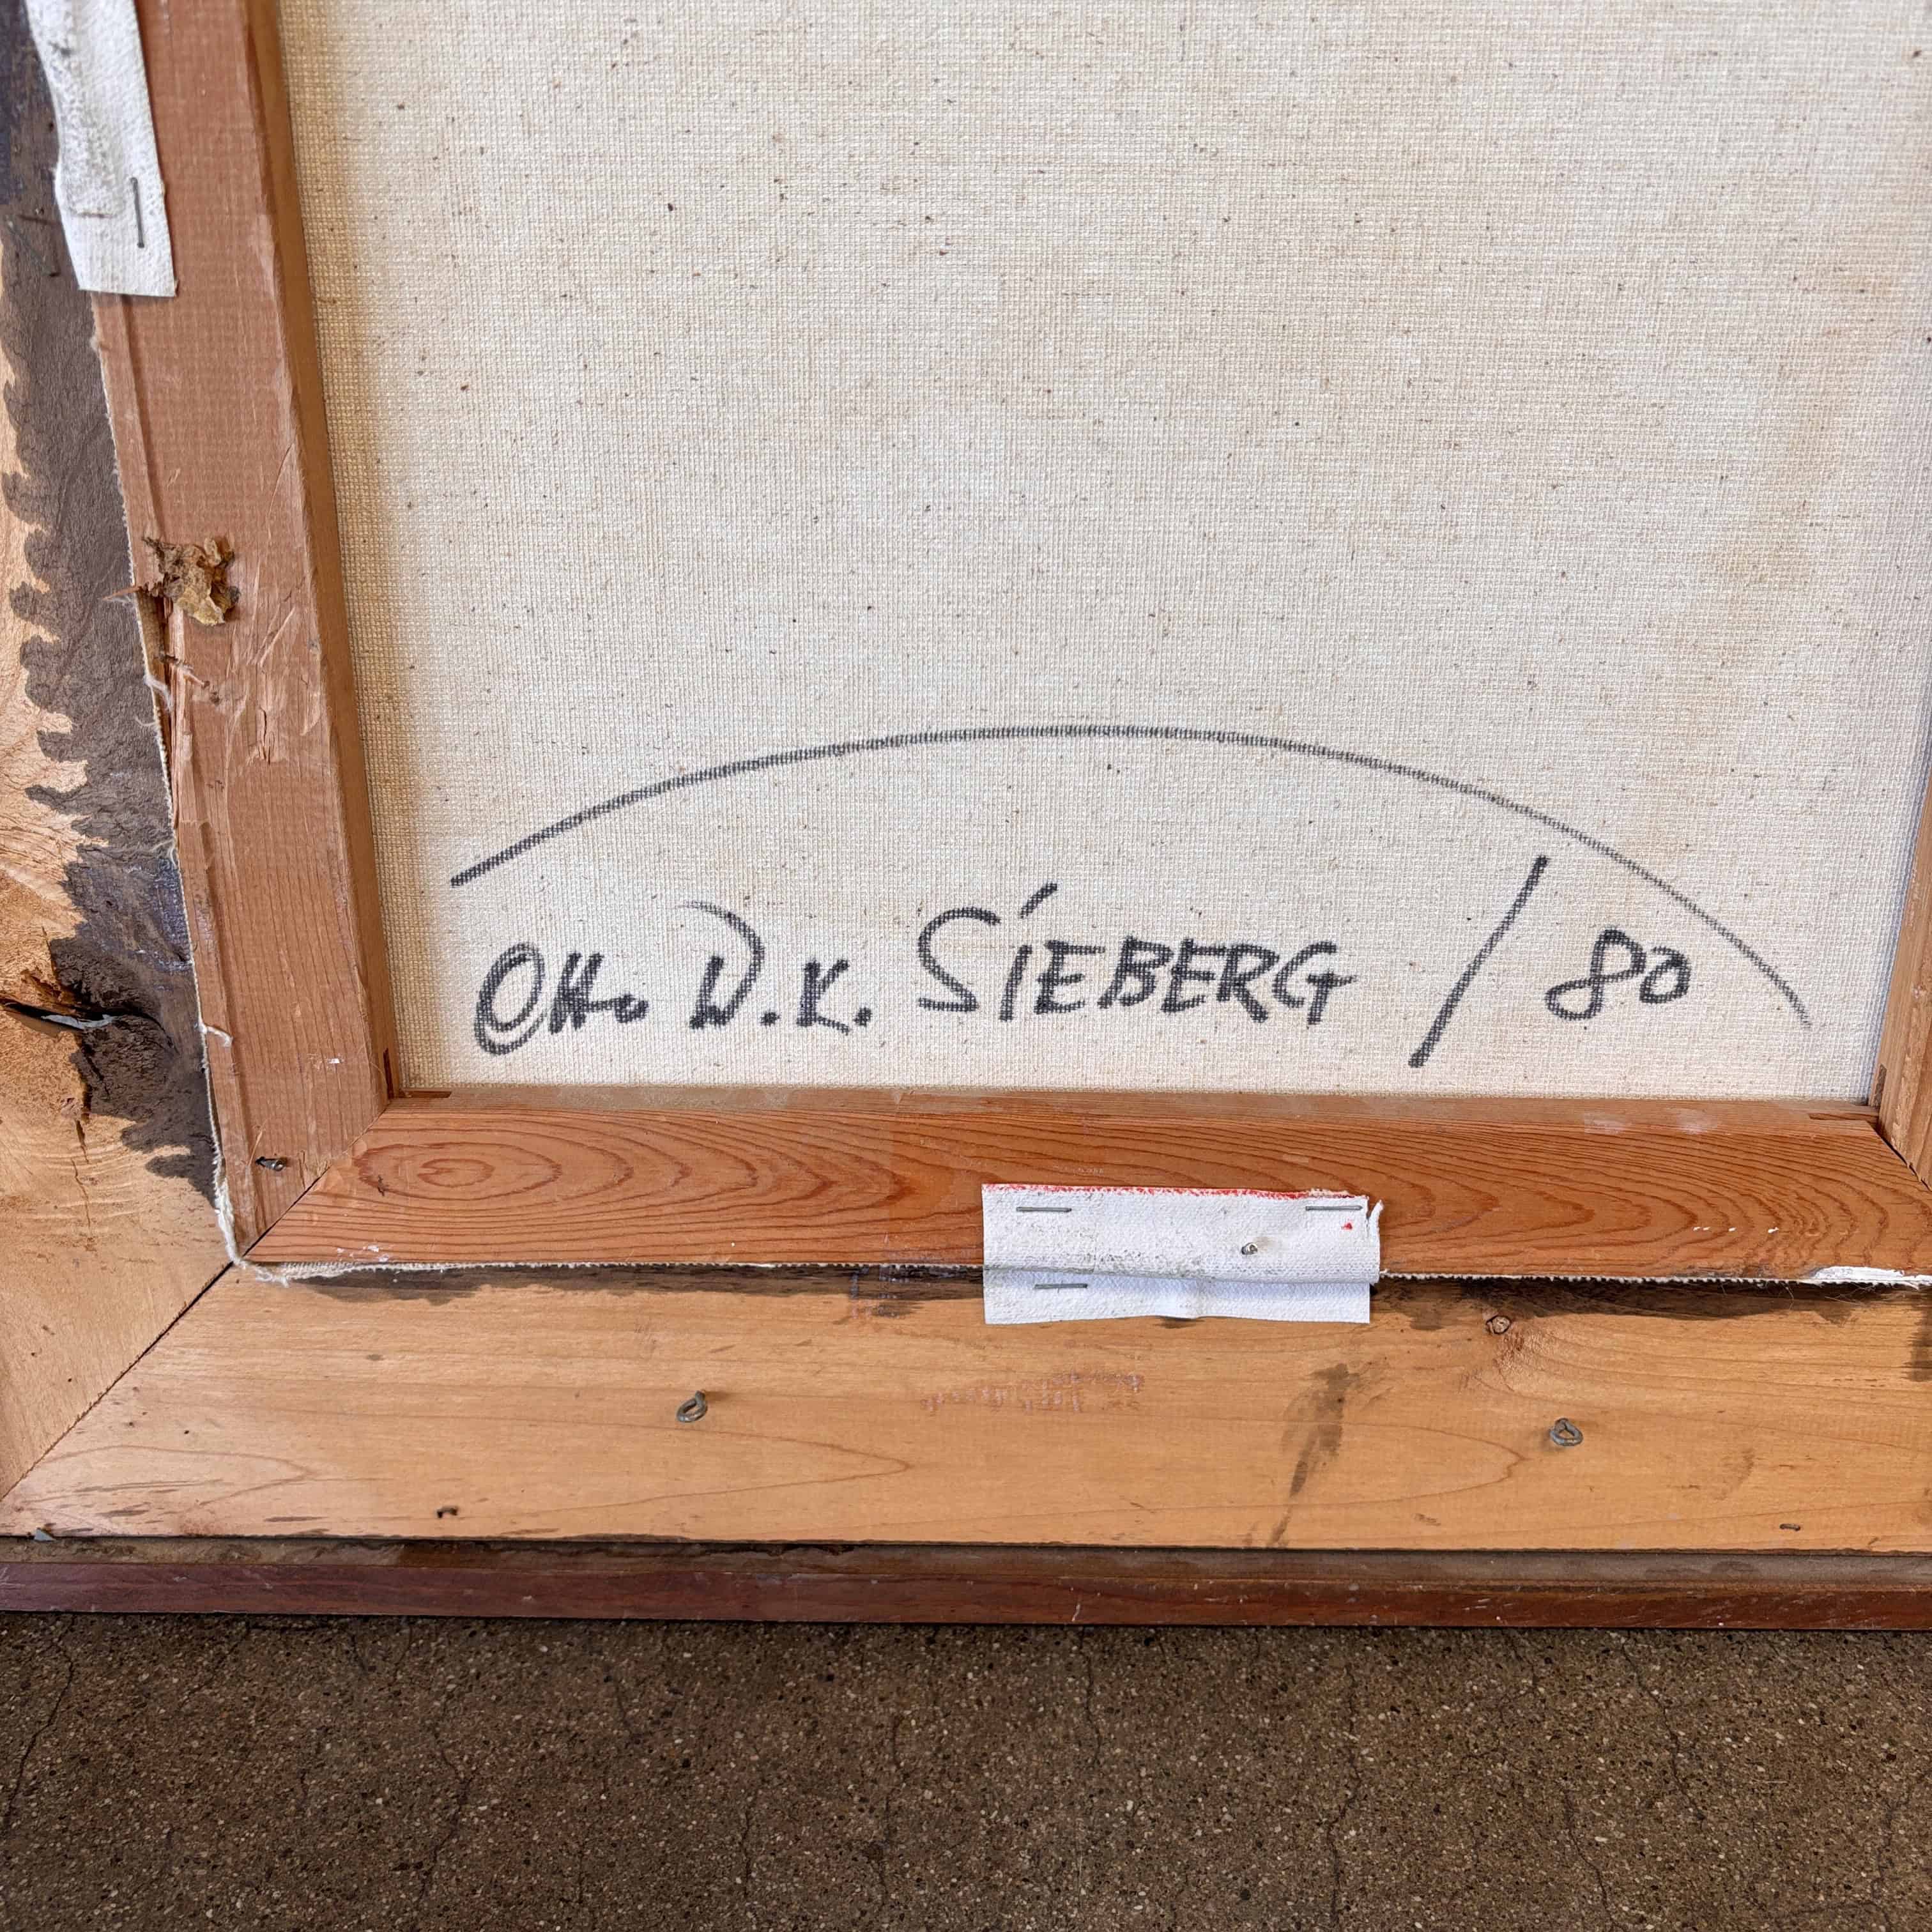 Otto D.K. SIEBERG / 80